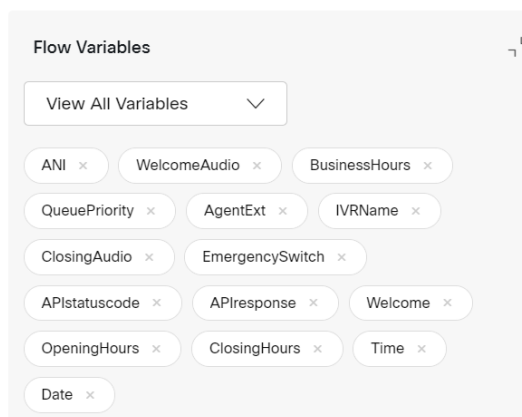 Flow Variables
View All Variables
ANI × WelcomeAudio × BusinessHours ×
QueuePriority × AgentExt × IVRName ×
ClosingAudio × EmergencySwitch ×
APIstatuscode × APIresponse × Welcome ×
OpeningHours × ClosingHours × Time ×
Date ×